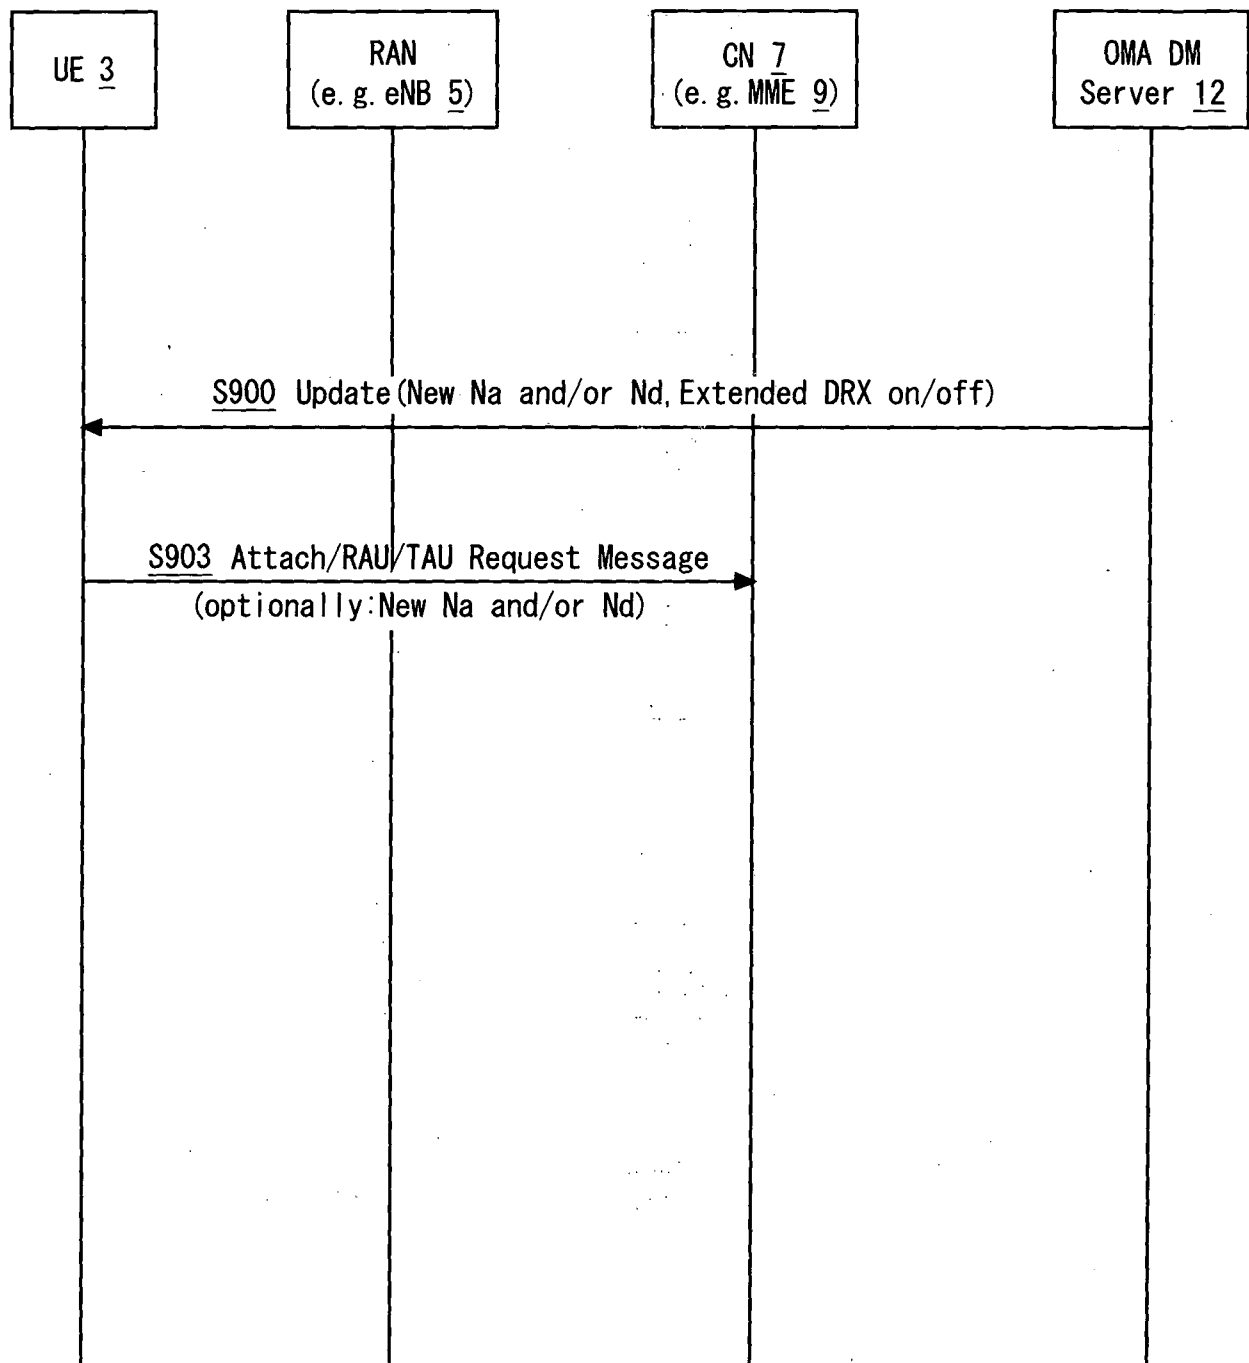 UE 3
RAN
(e.g. eNB 5)
CN 7
(e.g. MME 9)
OMA DM
Server 12
S900 Update(New Na and/or Nd, Extended DRX on/off)
S903 Attach/RAU/TAU Request Message
(optionally:New Na and/or Nd)